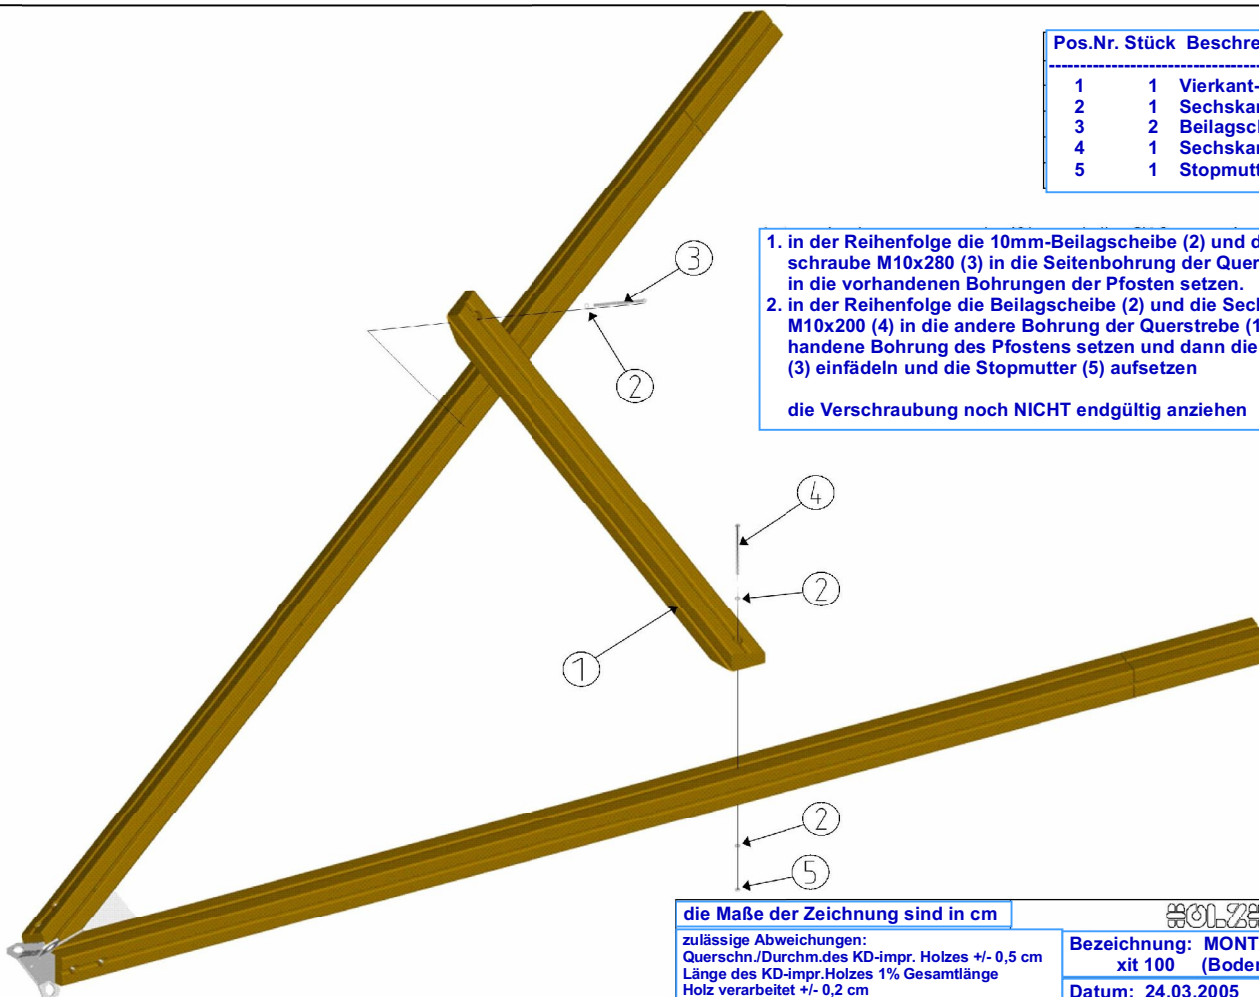 Pos.Nr. Stück Beschre
1 1 Vierkant-
2 1 Sechskan
3 2 Beilagscl
4 1 Sechskan
5 1 Stopmutt
1. in der Reihenfolge die 10mm-Beilagscheibe (2) und d
schraube M10x280 (3) in die Seitenbohrung der Quer
in die vorhandenen Bohrungen der Pfosten setzen.
2. in der Reihenfolge die Beilagscheibe (2) und die Sec
M10x200 (4) in die andere Bohrung der Querstrebe (1
handene Bohrung des Pfostens setzen und dann die
(3) einfädeln und die Stopmutter (5) aufsetzen
die Verschraubung noch NICHT endgültig anziehen
3
2
4
2
1
2
5
die Maße der Zeichnung sind in cm
zulässige Abweichungen:
Querschn./Durchm.des KD-impr. Holzes +/- 0,5 cm
Länge des KD-impr.Holzes 1% Gesamtlänge
Holz verarbeitet +/- 0,2 cm
HOLZ
Bezeichnung: MONT
xit 100 (Boden
Datum: 24.03.2005